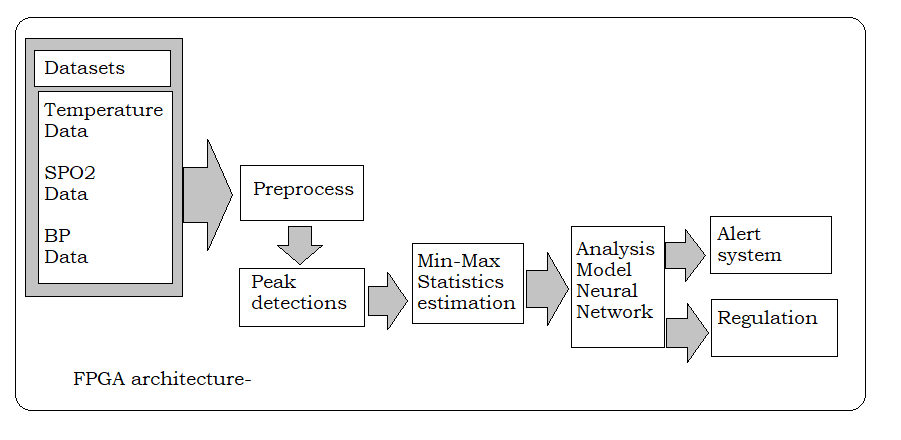 Datasets
Temperature
Data
SPO2
Data
BP
Data
Preprocess
Peak
detections
Min-Max
Statistics
estimation
Analysis
Model
Neural
Network
Alert
system
Regulation
FPGA architecture-